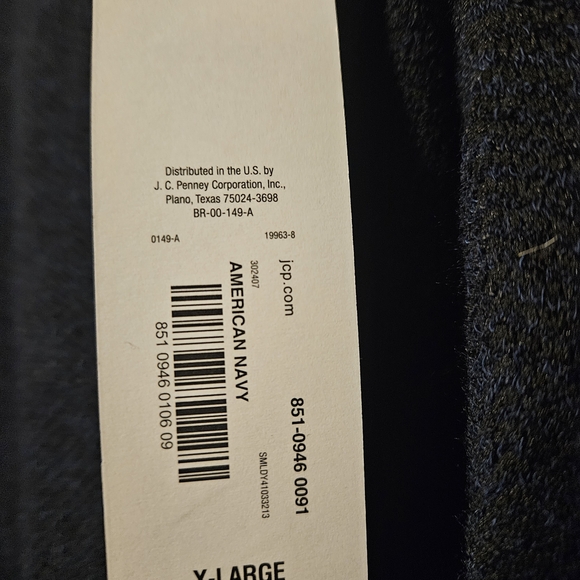 Distributed in the U.S. by
J. C. Penney Corporation, Inc.,
Plano, Texas 75024-3698
BR-00-149-A
0149-A
19963-8
jcp.com
302407
AMERICAN NAVY
851 0946 0106 09
851-0946 0091
SMLDY41033213
X-LARGE